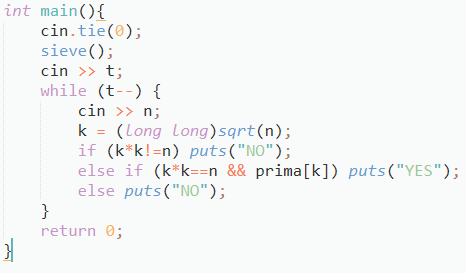 int main(){
    cin.tie(0);
    sieve();
    cin >> t;
    while (t--) {
        cin >> n;
        k = (long long)sqrt(n);
        if (k*k!=n) puts("NO");
        else if (k*k==n && prima[k]) puts("YES");
        else puts("NO");
    }
    return 0;
}